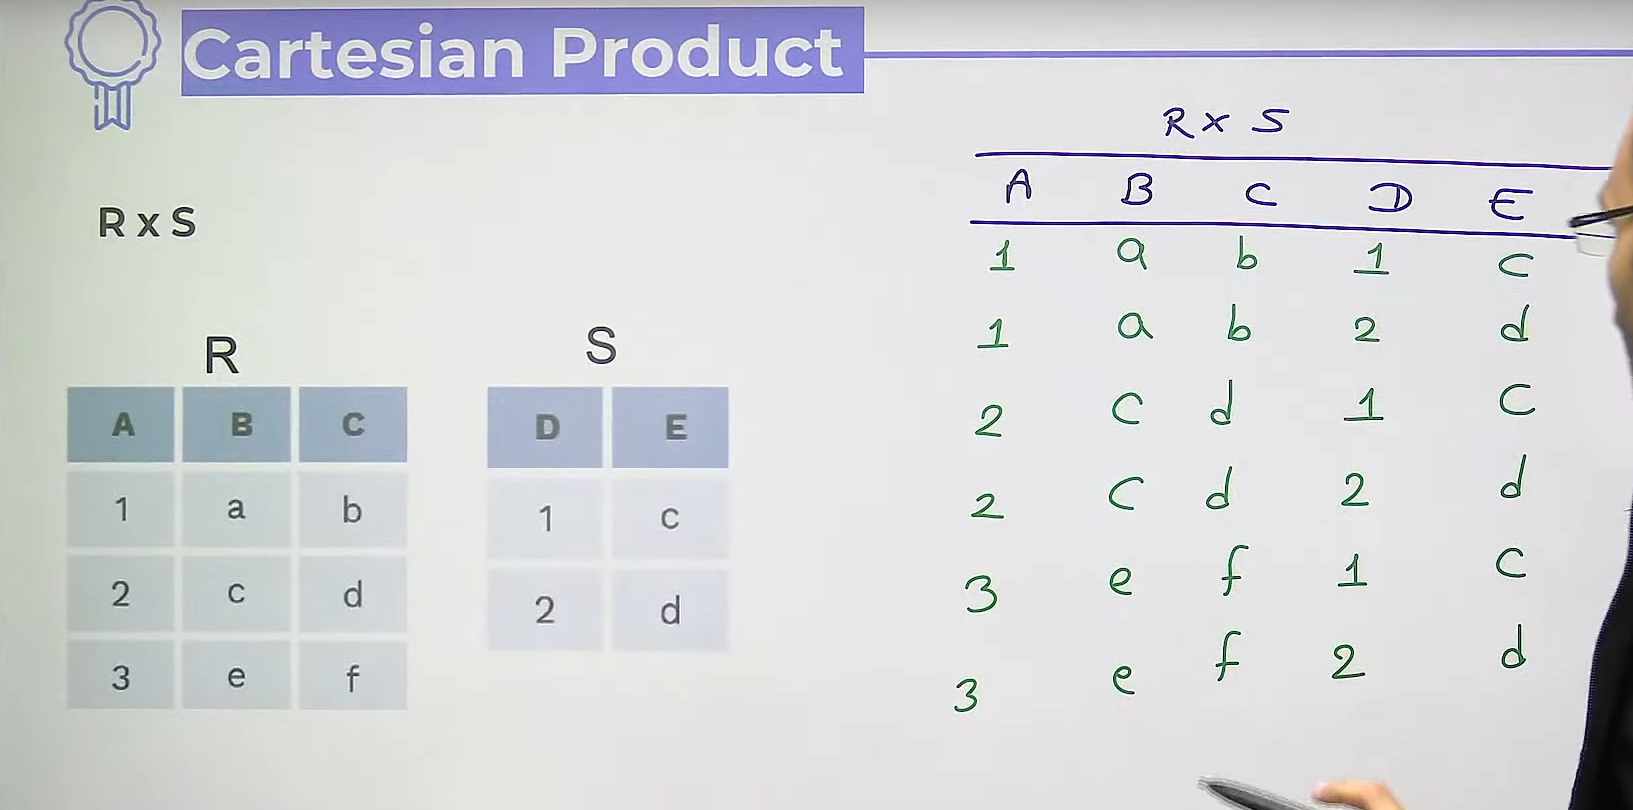 Cartesian Product
R x S
R
A B C
1 a b
2 c d
3 e f
S
D E
1 c
2 d
R x S
A B C D E
1 a b 1 c
1 a b 2 d
2 c d 1 c
2 c d 2 d
3 e f 1 c
3 e f 2 d